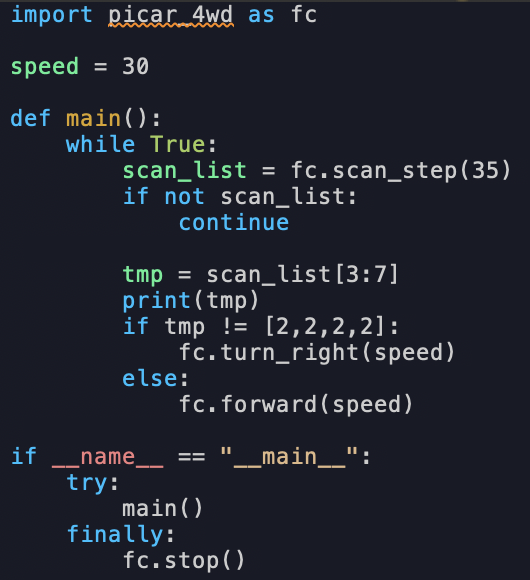 import picar_4wd as fc
speed = 30
def main():
    while True:
        scan_list = fc.scan_step(35)
        if not scan_list:
            continue
        tmp = scan_list[3:7]
        print(tmp)
        if tmp != [2,2,2,2]:
            fc.turn_right(speed)
        else:
            fc.forward(speed)
if __name__ == "__main__":
    try:
        main()
    finally:
        fc.stop()